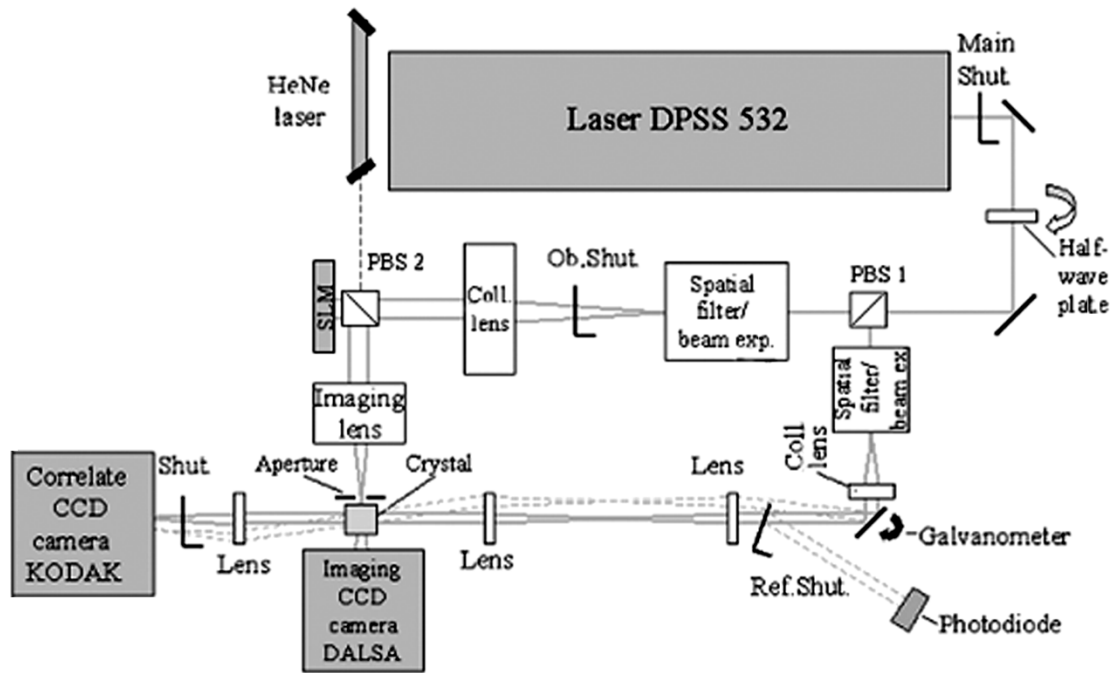 HeNe
laser
Laser DPSS 532
Main
Shut.
Half-
wave
plate
PBS 2
SLM
Coll.
lens
Ob.Shut.
Spatial
filter/
beam exp.
PBS 1
Spatial
filter/
beam ex
Coll
lens
Imaging
lens
Aperture
Crystal
Correlate
CCD
camera
KODAK
Shut.
Lens
Imaging
CCD
camera
DALSA
Lens
Lens
Ref.Shut.
Galvanometer
Photodiode